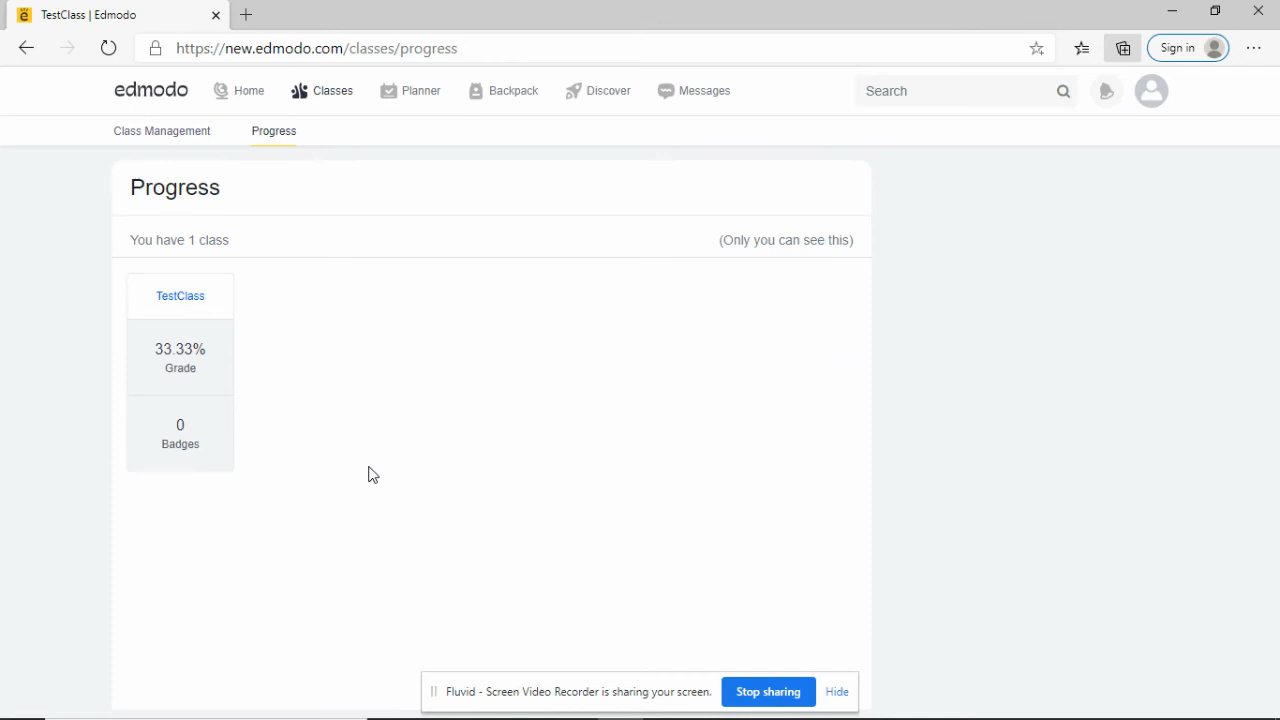 TestClass | Edmodo
https://new.edmodo.com/classes/progress
Sign in
edmodo Home Classes Planner Backpack Discover Messages Search
Class Management Progress
Progress
You have 1 class (Only you can see this)
TestClass
33.33%
Grade
0
Badges
Fluvid - Screen Video Recorder is sharing your screen. Stop sharing Hide